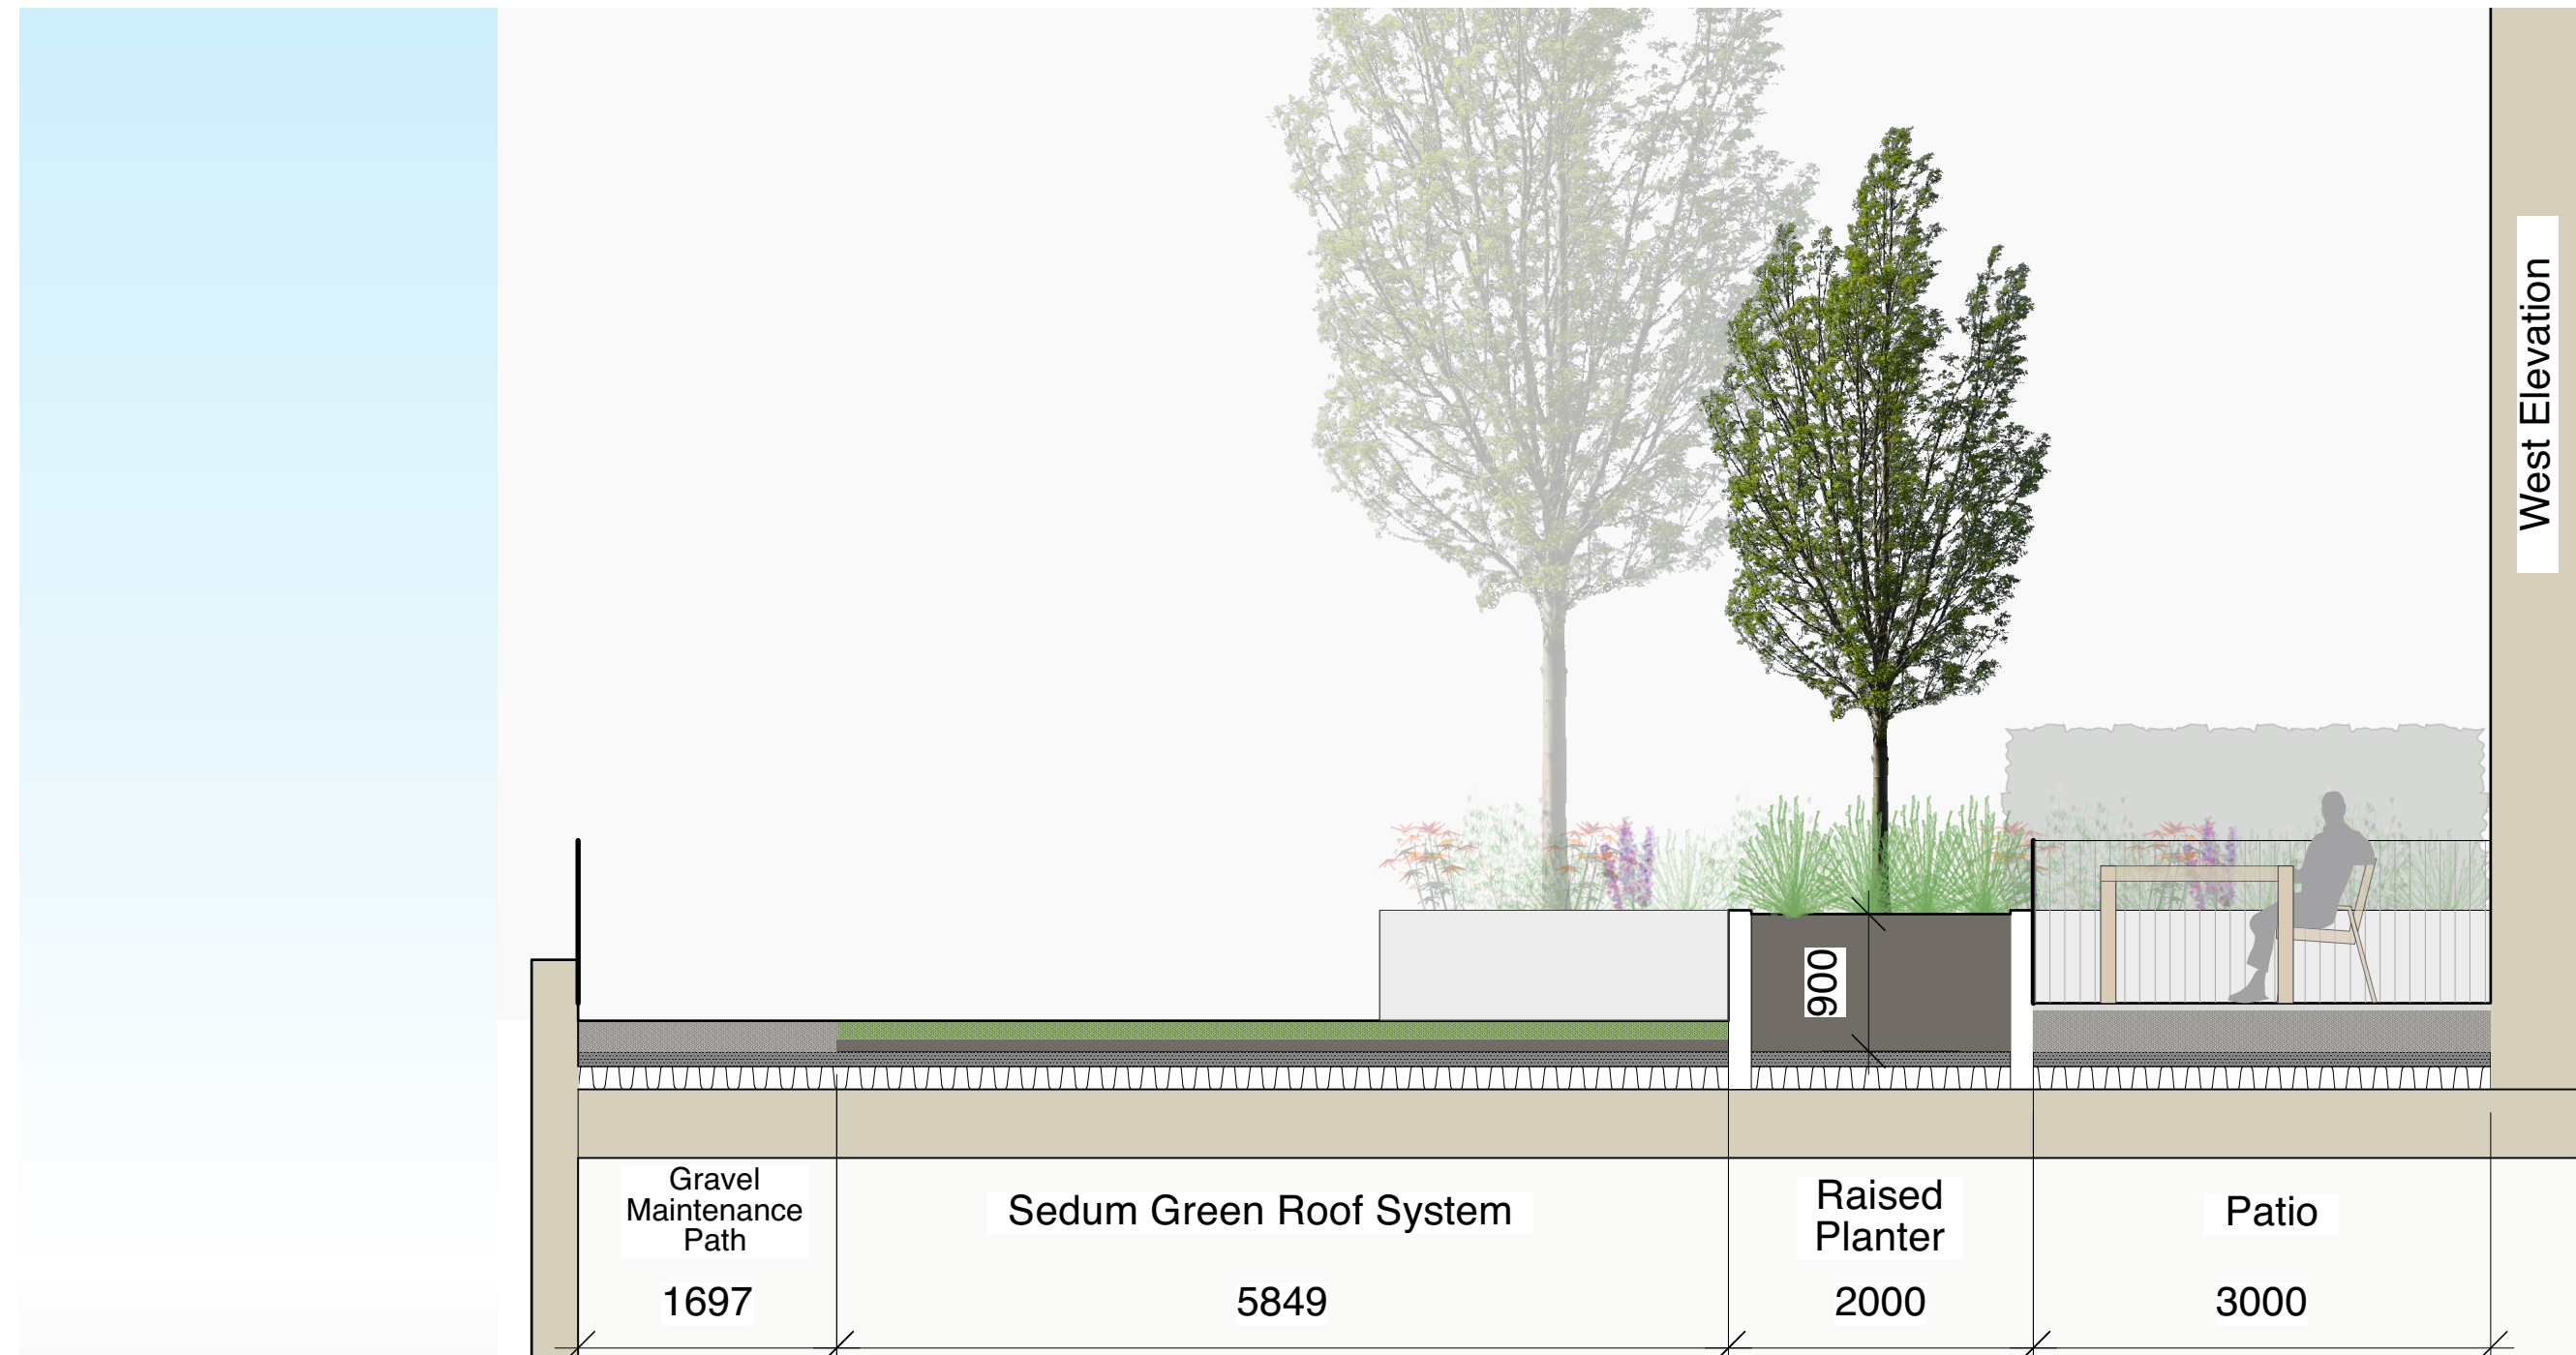 West Elevation
900
Gravel
Maintenance
Path
Sedum Green Roof System
Raised
Planter
Patio
1697
5849
2000
3000